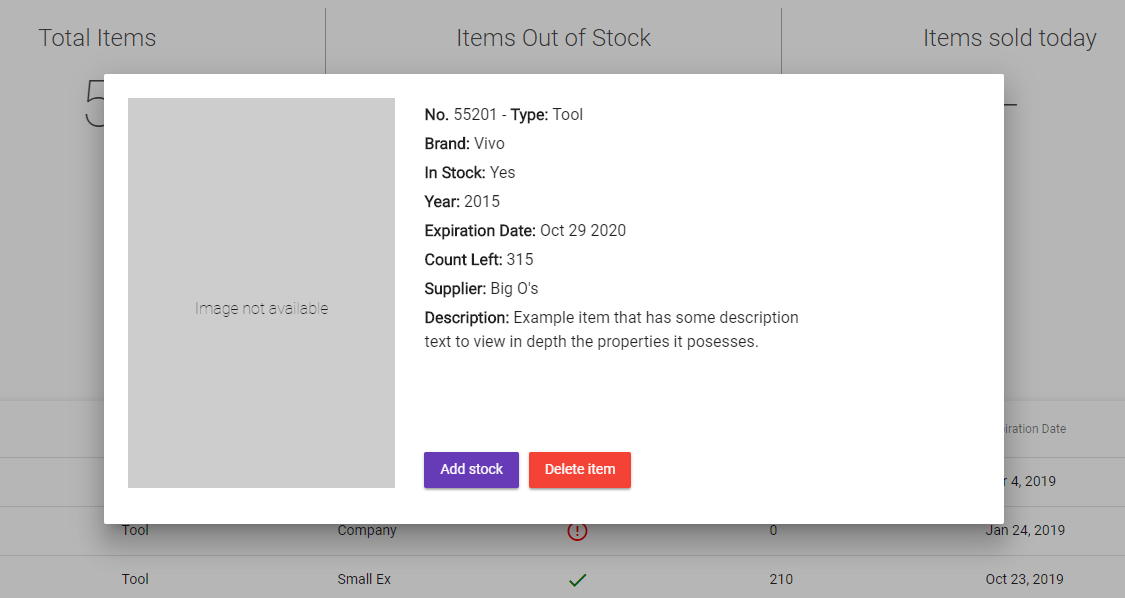 Total Items
Items Out of Stock
Items sold today
5
No. 55201 - Type: Tool
Brand: Vivo
In Stock: Yes
Year: 2015
Expiration Date: Oct 29 2020
Count Left: 315
Supplier: Big O's
Image not available
Description: Example item that has some description
text to view in depth the properties it posesses.
Add stock
Delete item
iration Date
4, 2019
Tool Company 0 Jan 24, 2019
Tool Small Ex 210 Oct 23, 2019